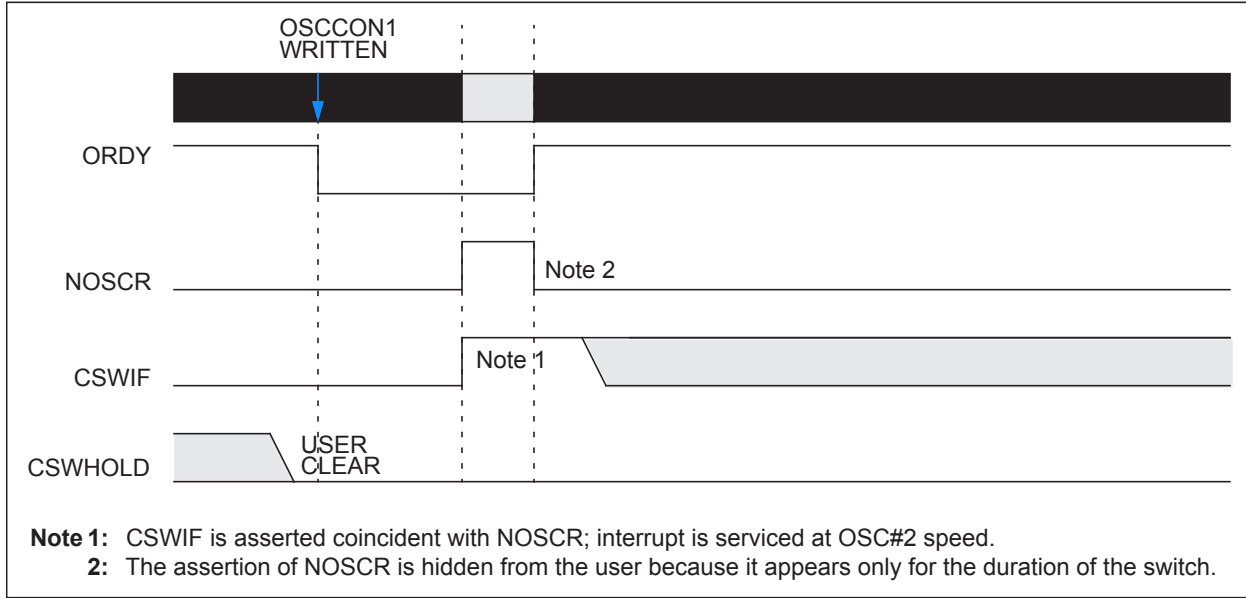 OSCCON1
WRITTEN
ORDY
NOSCR
Note 2
CSWIF
Note 1
CSWHOLD
USER
CLEAR
Note 1: CSWIF is asserted coincident with NOSCR; interrupt is serviced at OSC#2 speed.
2: The assertion of NOSCR is hidden from the user because it appears only for the duration of the switch.